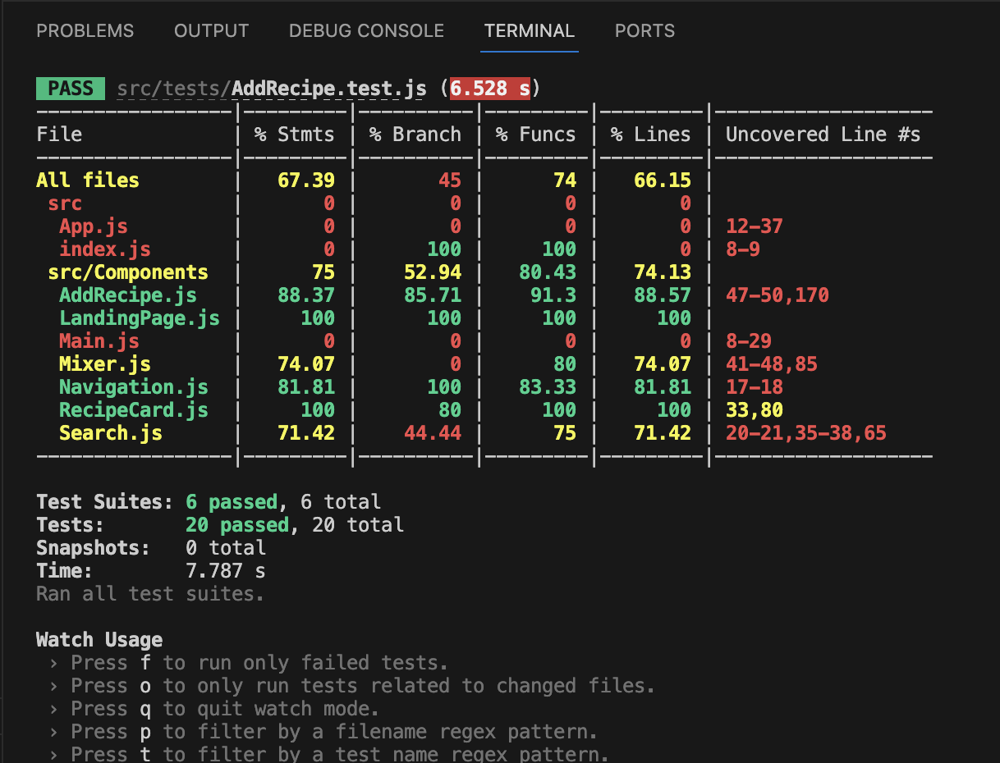 PROBLEMS OUTPUT DEBUG CONSOLE TERMINAL PORTS
PASS src/tests/AddRecipe.test.js (6.528 s)
-----------------|---------|----------|---------|---------|-------------------
File | % Stmts | % Branch | % Funcs | % Lines | Uncovered Line #s
-----------------|---------|----------|---------|---------|-------------------
All files | 67.39 | 45 | 74 | 66.15 |
src | 0 | 0 | 0 | 0 |
App.js | 0 | 0 | 0 | 0 | 12-37
index.js | 0 | 100 | 100 | 0 | 8-9
src/Components | 75 | 52.94 | 80.43 | 74.13 |
AddRecipe.js | 88.37 | 85.71 | 91.3 | 88.57 | 47-50,170
LandingPage.js | 100 | 100 | 100 | 100 |
Main.js | 0 | 0 | 0 | 0 | 8-29
Mixer.js | 74.07 | 0 | 80 | 74.07 | 41-48,85
Navigation.js | 81.81 | 100 | 83.33 | 81.81 | 17-18
RecipeCard.js | 100 | 80 | 100 | 100 | 33,80
Search.js | 71.42 | 44.44 | 75 | 71.42 | 20-21,35-38,65
-----------------|---------|----------|---------|---------|-------------------
Test Suites: 6 passed, 6 total
Tests: 20 passed, 20 total
Snapshots: 0 total
Time: 7.787 s
Ran all test suites.
Watch Usage
› Press f to run only failed tests.
› Press o to only run tests related to changed files.
› Press q to quit watch mode.
› Press p to filter by a filename regex pattern.
› Press t to filter by a test name regex pattern.